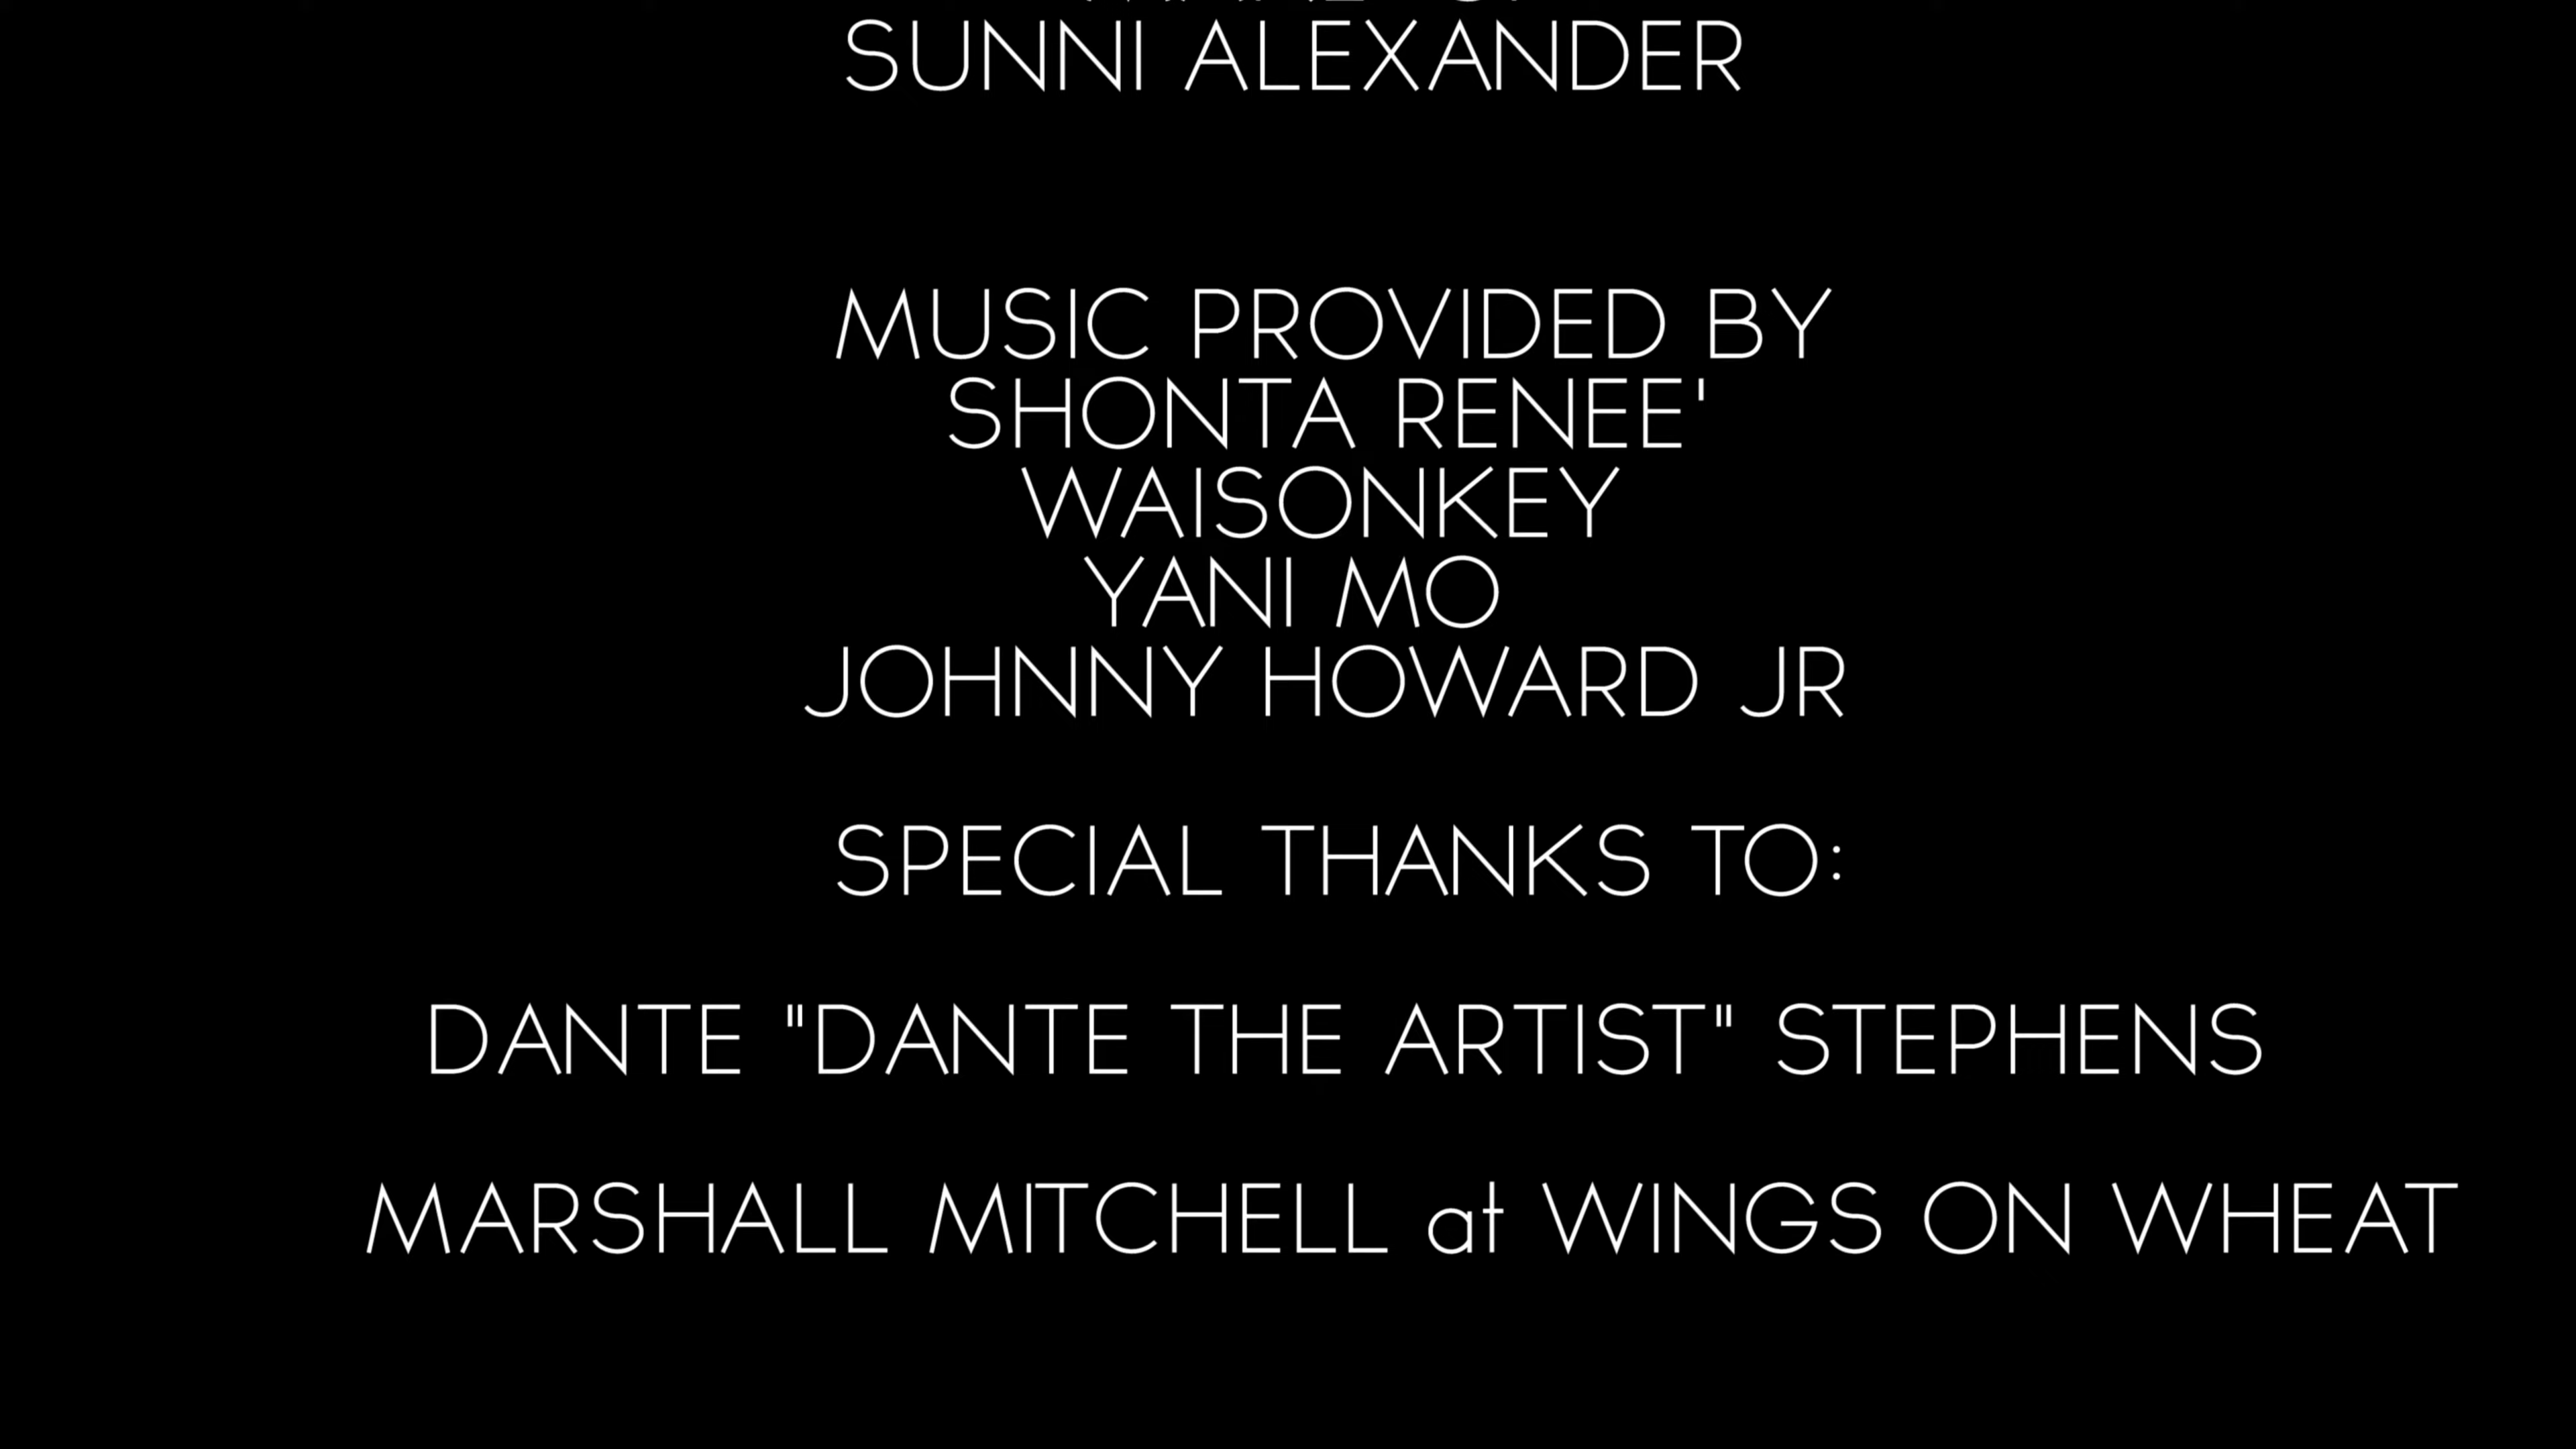 SUNNI ALEXANDER
MUSIC PROVIDED BY
SHONTA RENEE'
WAISONKEY
YANI MO
JOHNNY HOWARD JR
SPECIAL THANKS TO:
DANTE "DANTE THE ARTIST" STEPHENS
MARSHALL MITCHELL at WINGS ON WHEAT